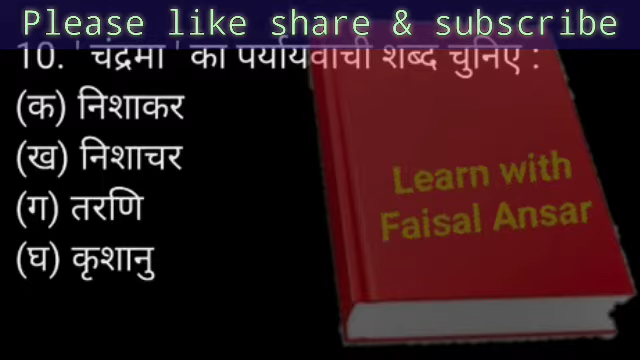 Please like share & subscribe
10. ' चंद्रमा ' का पर्यायवाची शब्द चुनिए :
(क) निशाकर
(ख) निशाचर
(ग) तरणि
(घ) कृशानु
Learn with
Faisal Ansar